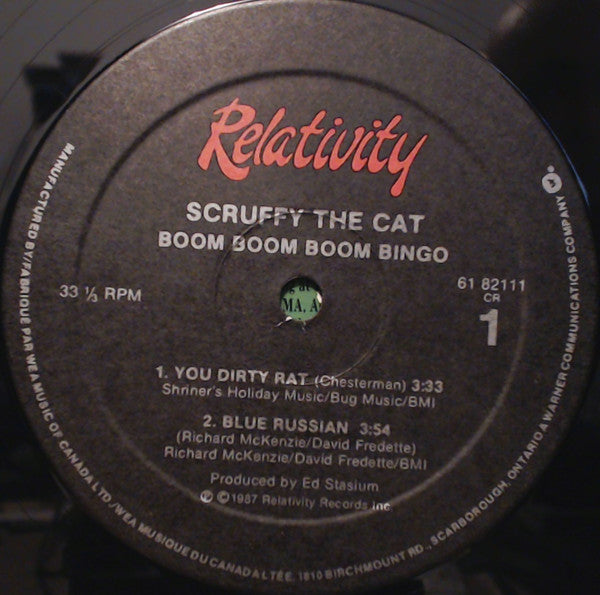 Relativity
SCRUFFY THE CAT
BOOM BOOM BOOM BINGO
33 ⅓ RPM
61 82111
CR
1
MA, A
1. YOU DIRTY RAT (Chesterman) 3:33
Shriner's Holiday Music/Bug Music/BMI
2. BLUE RUSSIAN 3:54
(Richard McKenzie/David Fredette)
Richard McKenzie/David Fredette/BMI
Produced by Ed Stasium
℗ ©1987 Relativity Records Inc.
MANUFACTURED BY/FABRIQUE PAR WEA MUSIC OF CANADA LTD/WEA MUSIQUE DU CANADA LTÉE. 1810 BIRCHMOUNT RD., SCARBOROUGH, ONTARIO A WARNER COMMUNICATIONS COMPANY